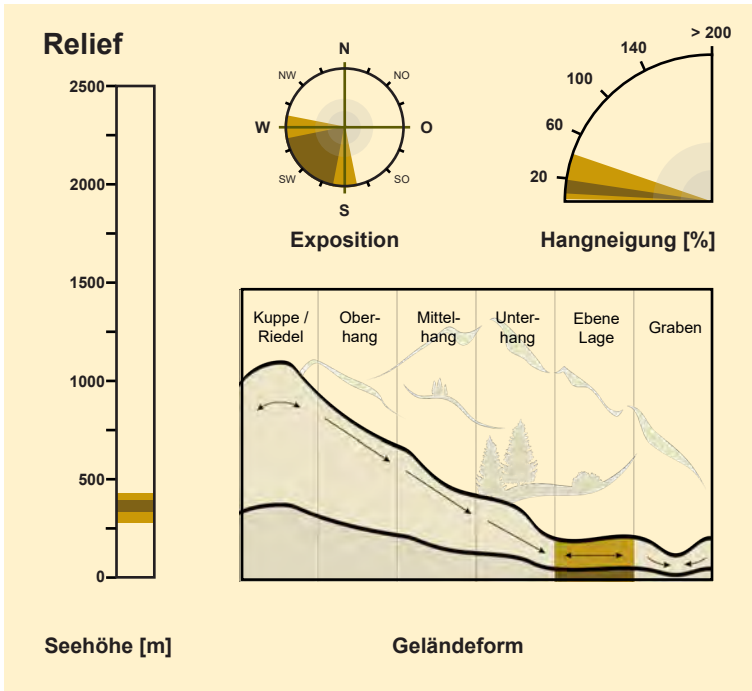 Relief
2500
2000
1500
1000
500
0
Seehöhe [m]
N
NW
NO
W
O
SW
SO
S
Exposition
> 200
140
100
60
20
Hangneigung [%]
Kuppe /
Riedel
Ober-
hang
Mittel-
hang
Unter-
hang
Ebene
Lage
Graben
Geländeform